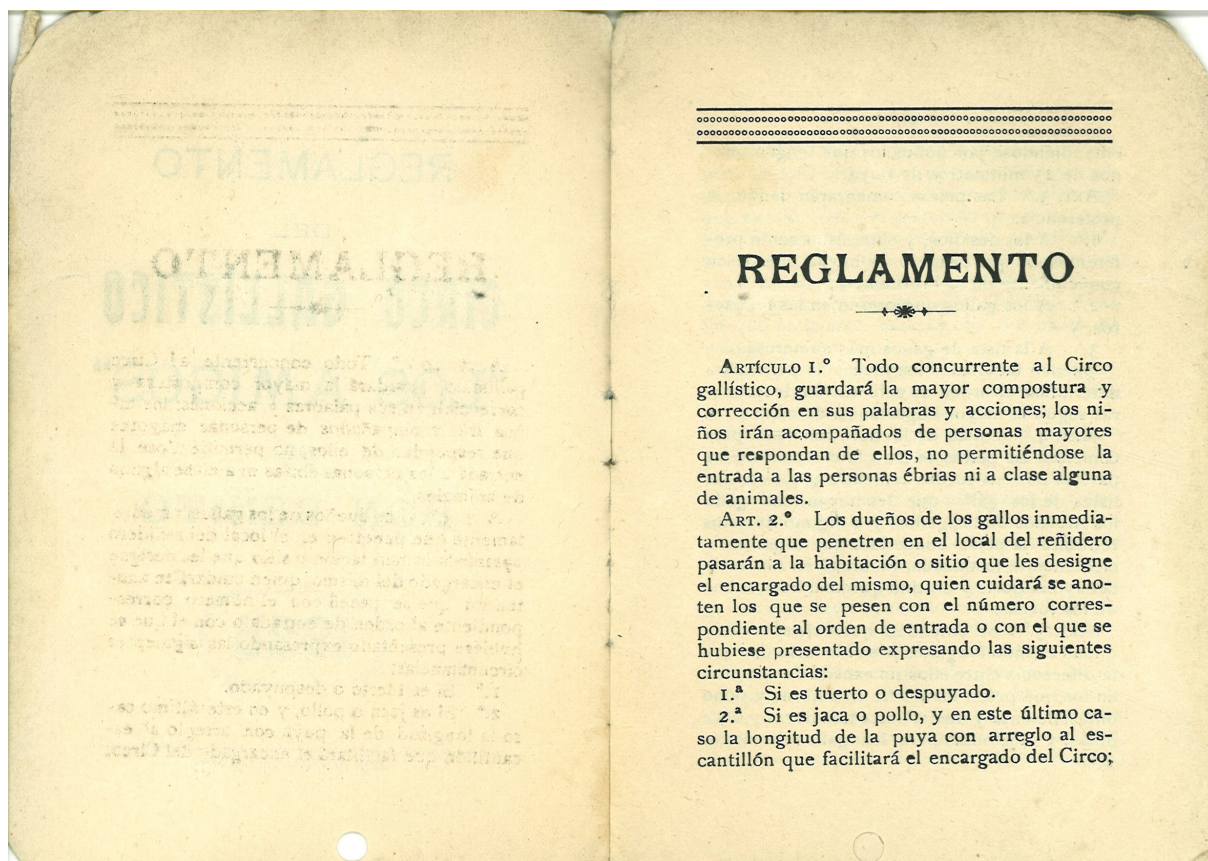 REGLAMENTO
ARTÍCULO 1.º Todo concurrente al Circo
gallístico, guardará la mayor compostura y
corrección en sus palabras y acciones; los ni-
ños irán acompañados de personas mayores
que respondan de ellos, no permitiéndose la
entrada a las personas ébrias ni a clase alguna
de animales.
ART. 2.º Los dueños de los gallos inmedia-
tamente que penetren en el local del reñidero
pasarán a la habitación o sitio que les designe
el encargado del mismo, quien cuidará se ano-
ten los que se pesen con el número corres-
pondiente al orden de entrada o con el que se
hubiese presentado expresando las siguientes
circunstancias:
1.ª Si es tuerto o despuyado.
2.ª Si es jaca o pollo, y en este último ca-
so la longitud de la puya con arreglo al es-
cantillón que facilitará el encargado del Circo;